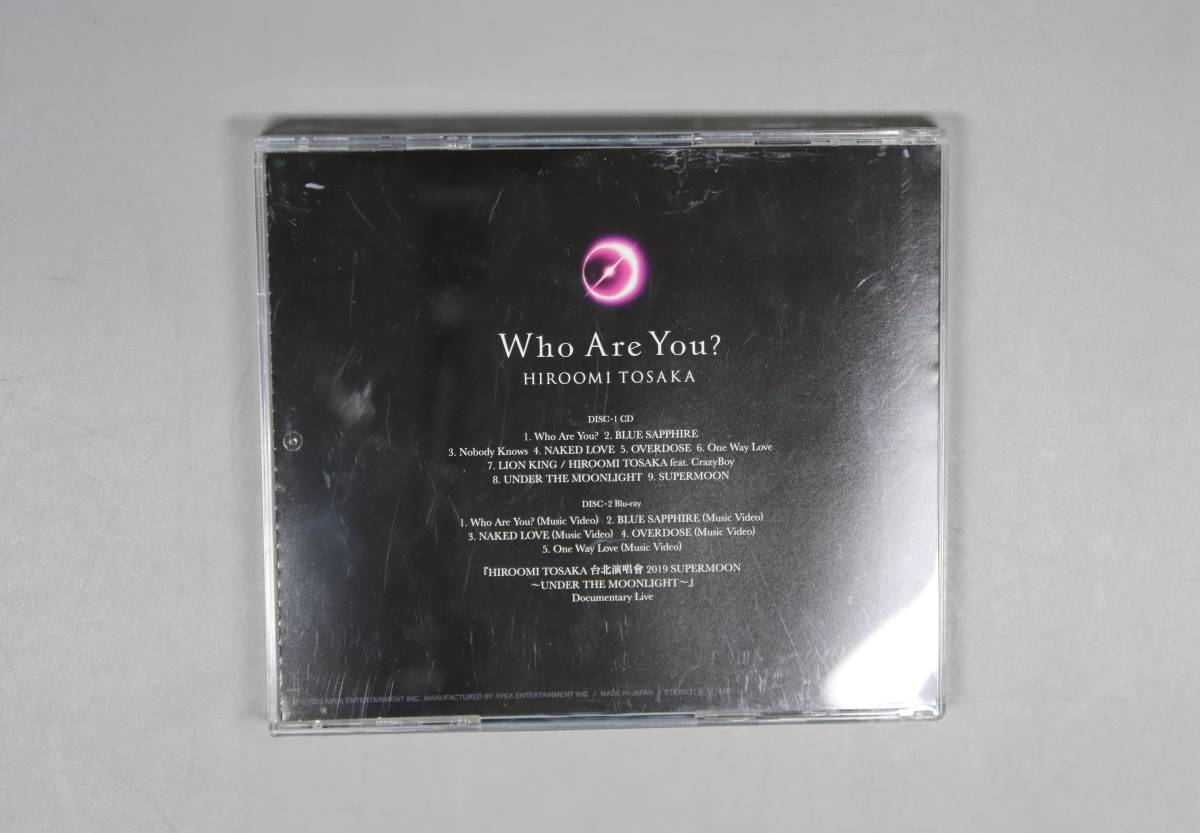 Who Are You?
HIROOMI TOSAKA
DISC-1 CD
1. Who Are You? 2. BLUE SAPPHIRE
3. Nobody Knows 4. NAKED LOVE 5. OVERDOSE 6. One Way Love
7. LION KING / HIROOMI TOSAKA feat. CrazyBoy
8. UNDER THE MOONLIGHT 9. SUPERMOON
DISC-2 Blu-ray
1. Who Are You? (Music Video) 2. BLUE SAPPHIRE (Music Video)
3. NAKED LOVE (Music Video) 4. OVERDOSE (Music Video)
5. One Way Love (Music Video)
『HIROOMI TOSAKA 台北演唱會 2019 SUPERMOON
～UNDER THE MOONLIGHT～』
Documentary Live
AVEX ENTERTAINMENT INC. MANUFACTURED BY AVEX ENTERTAINMENT INC. / MADE IN JAPAN / STEREO